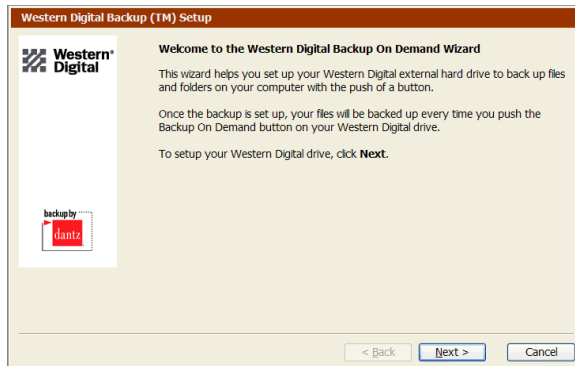 Western Digital Backup (TM) Setup
Western®
Digital
Welcome to the Western Digital Backup On Demand Wizard
This wizard helps you set up your Western Digital external hard drive to back up files
and folders on your computer with the push of a button.
Once the backup is set up, your files will be backed up every time you push the
Backup On Demand button on your Western Digital drive.
To setup your Western Digital drive, click Next.
backup by
dantz
< Back
Next >
Cancel